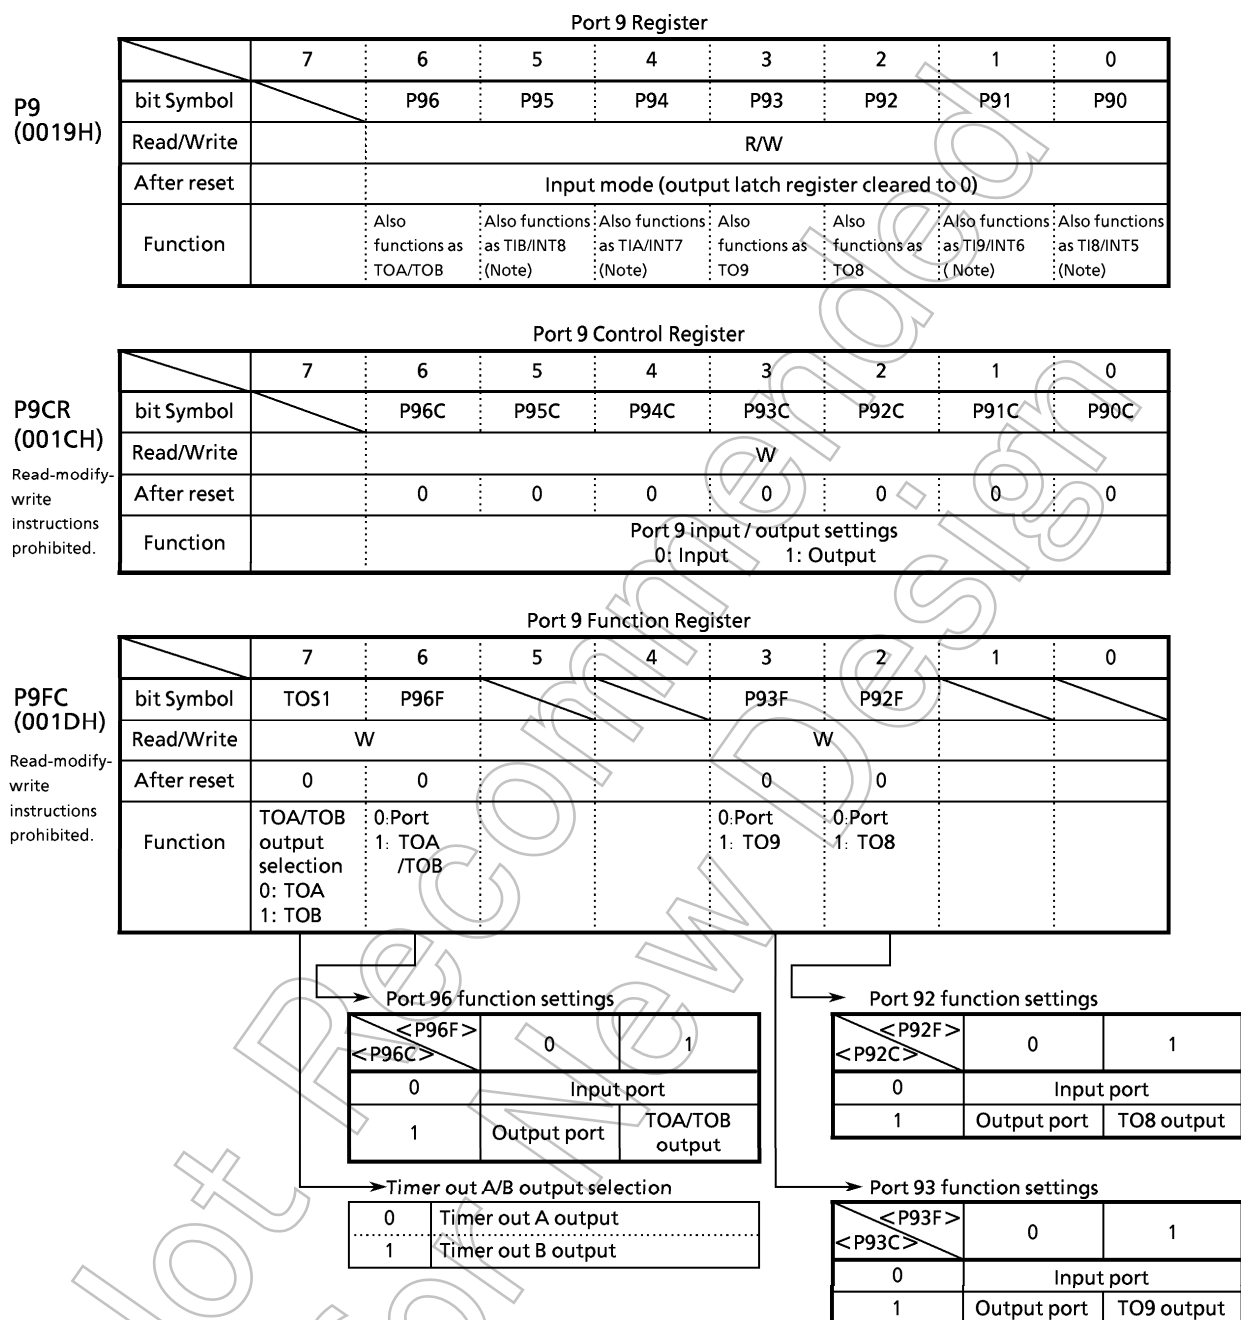 Port 9 Register
7 6 5 4 3 2 1 0
P9
(0019H)
bit Symbol P96 P95 P94 P93 P92 P91 P90
Read/Write R/W
After reset Input mode (output latch register cleared to 0)
Function
Also functions as TOA/TOB
Also functions as TIB/INT8 (Note)
Also functions as TIA/INT7 (Note)
Also functions as TO9
Also functions as TO8
Also functions as TI9/INT6 ( Note)
Also functions as TI8/INT5 (Note)
Port 9 Control Register
7 6 5 4 3 2 1 0
P9CR
(001CH)
Read-modify-
write
instructions
prohibited.
bit Symbol P96C P95C P94C P93C P92C P91C P90C
Read/Write W
After reset 0 0 0 0 0 0 0
Function
Port 9 input / output settings
0: Input 1: Output
Port 9 Function Register
7 6 5 4 3 2 1 0
P9FC
(001DH)
Read-modify-
write
instructions
prohibited.
bit Symbol TOS1 P96F P93F P92F
Read/Write W W
After reset 0 0 0 0
Function
TOA/TOB
output
selection
0: TOA
1: TOB
0:Port
1: TOA
/TOB
0:Port
1: TO9
0:Port
1: TO8
Port 96 function settings
<P96F>
<P96C>
0 1
0 Input port
1 Output port TOA/TOB output
Timer out A/B output selection
0 Timer out A output
1 Timer out B output
Port 92 function settings
<P92F>
<P92C>
0 1
0 Input port
1 Output port TO8 output
Port 93 function settings
<P93F>
<P93C>
0 1
0 Input port
1 Output port TO9 output
Not Recommended
for New Design